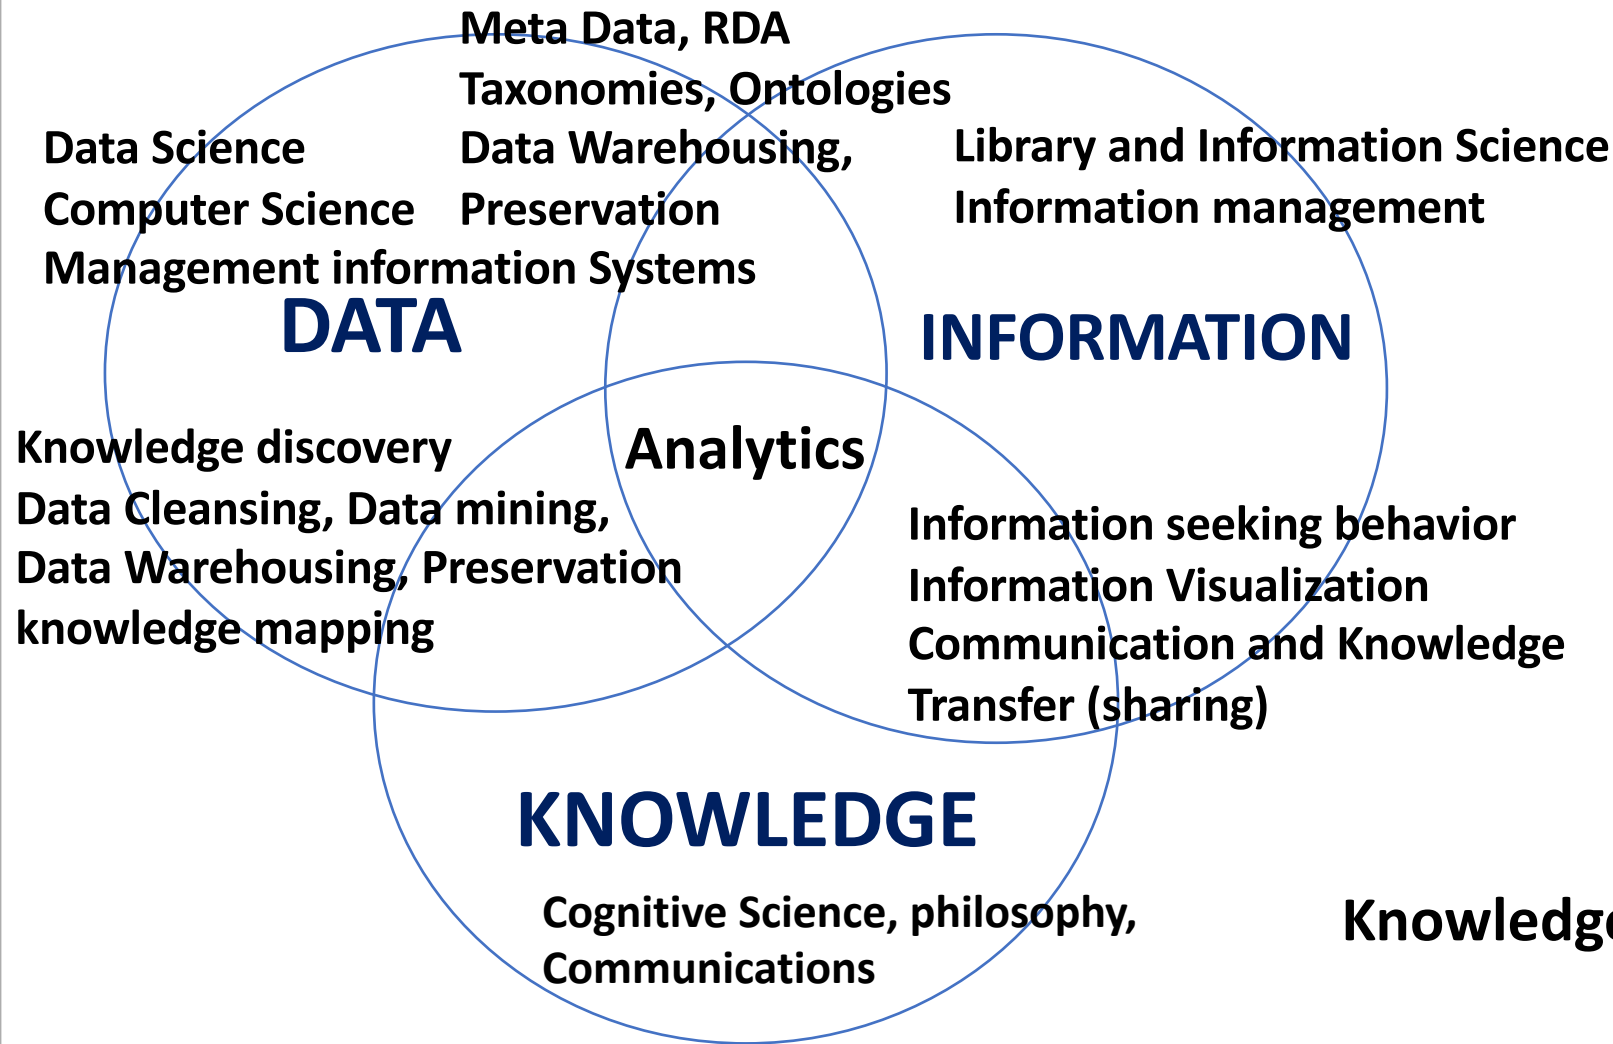 Meta Data, RDA
Taxonomies, Ontologies
Data Warehousing,
Preservation
Data Science
Computer Science
Management information Systems
Library and Information Science
Information management
DATA
INFORMATION
Analytics
Knowledge discovery
Data Cleansing, Data mining,
Data Warehousing, Preservation
knowledge mapping
Information seeking behavior
Information Visualization
Communication and Knowledge
Transfer (sharing)
KNOWLEDGE
Cognitive Science, philosophy,
Communications